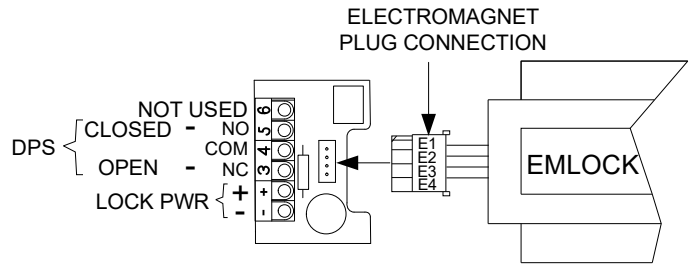 ELECTROMAGNET
PLUG CONNECTION
NOT USED 6
DPS CLOSED - NO 5
COM 4
OPEN - NC 3
LOCK PWR + +
- -
E1
E2
E3
E4
EMLOCK